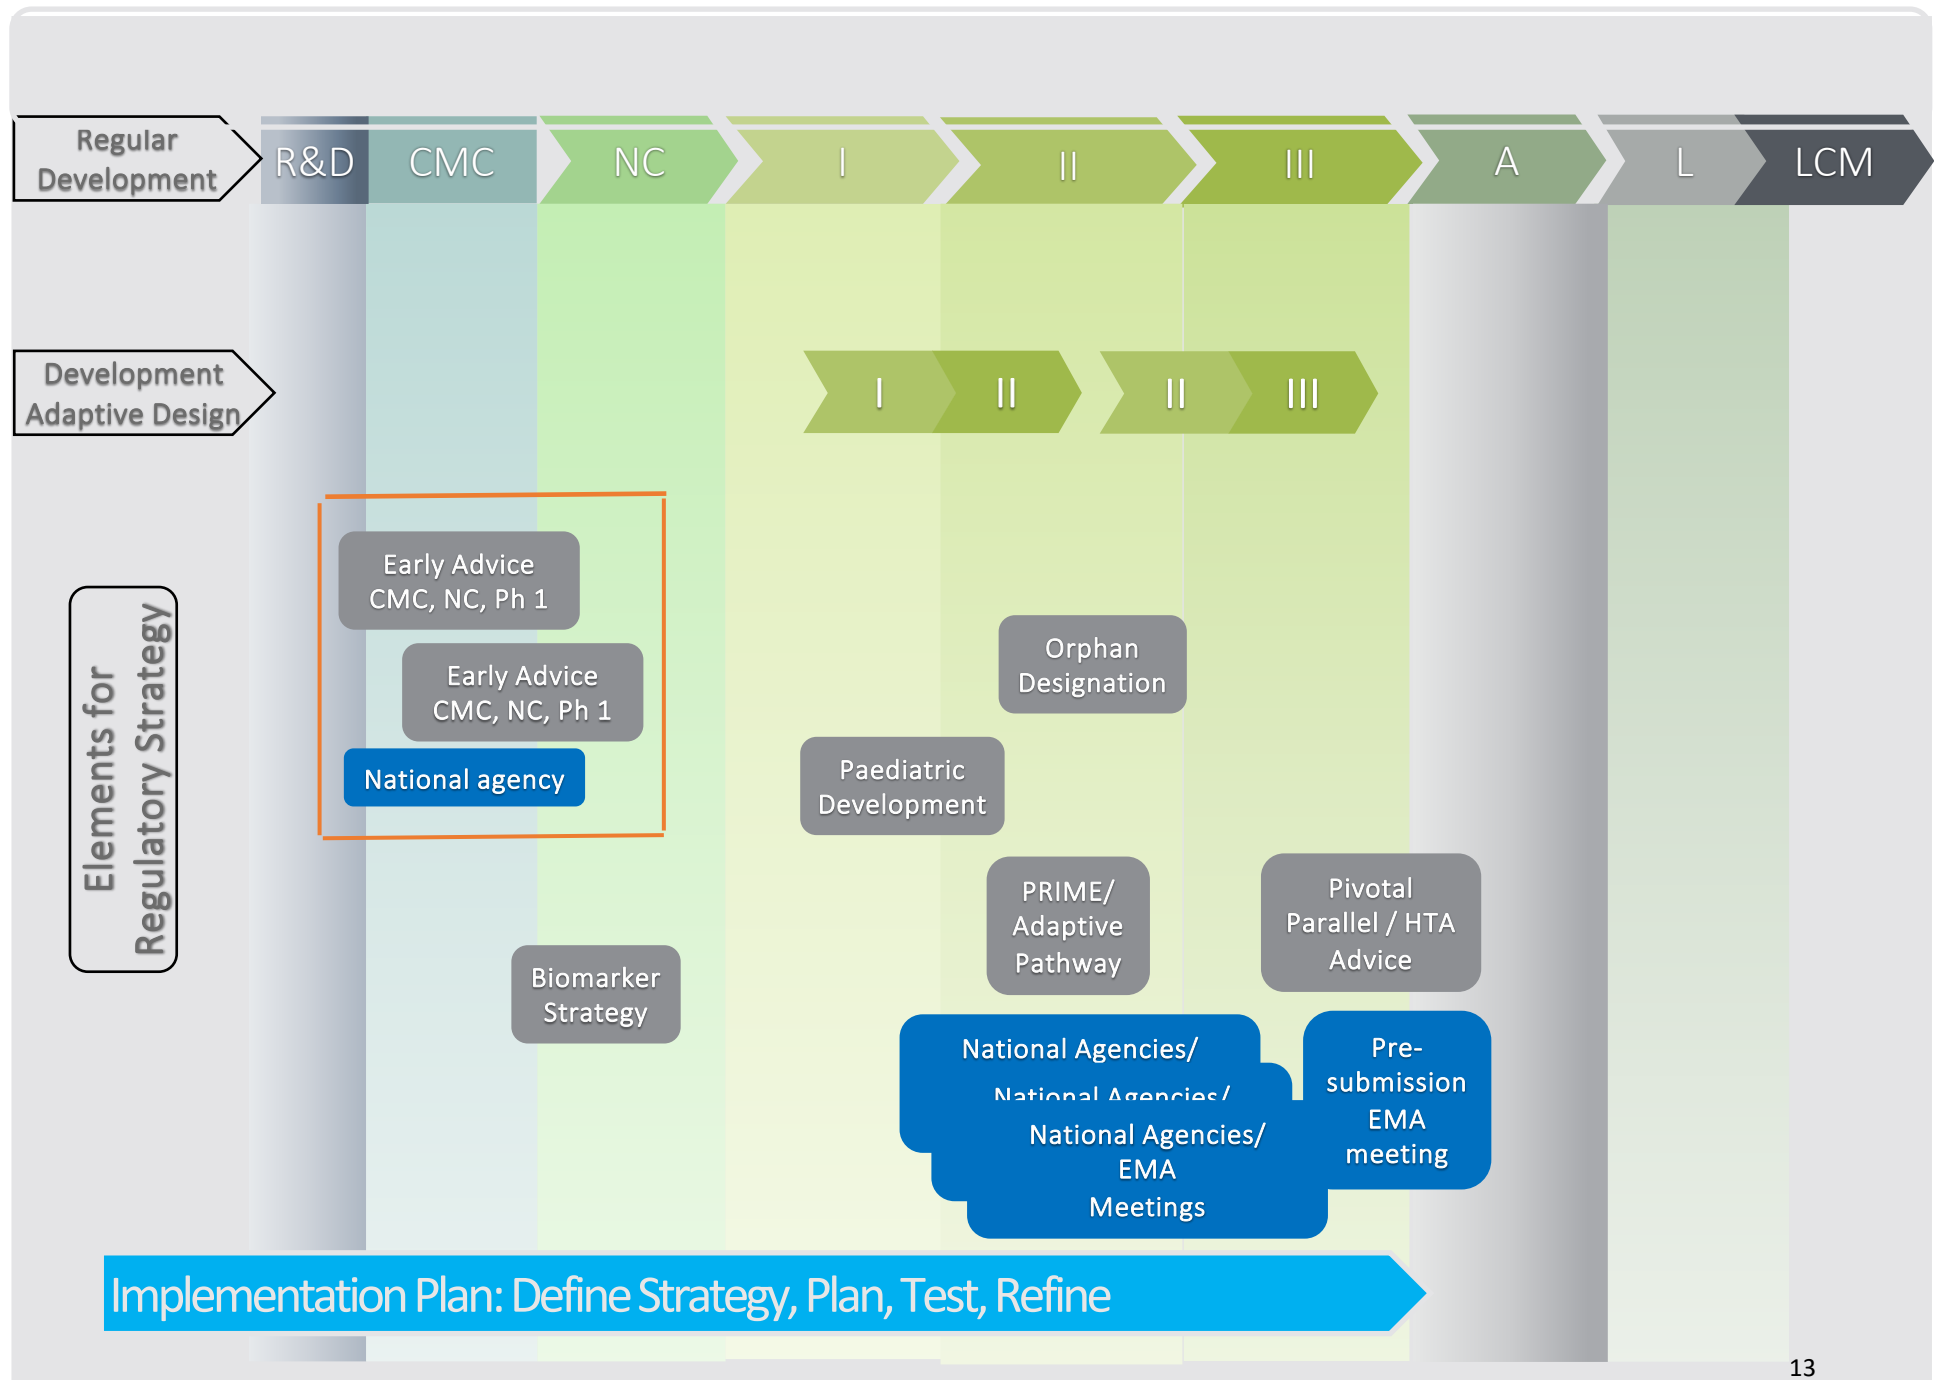 Regular
Development
R&D
CMC
NC
I
II
III
A
L
LCM
Development
Adaptive Design
I
II
II
III
Elements for
Regulatory Strategy
Early Advice
CMC, NC, Ph 1
Early Advice
CMC, NC, Ph 1
National agency
Orphan
Designation
Paediatric
Development
PRIME/
Adaptive
Pathway
Pivotal
Parallel / HTA
Advice
Biomarker
Strategy
National Agencies/
National Agencies/
National Agencies/
EMA
Meetings
Pre-
submission
EMA
meeting
Implementation Plan: Define Strategy, Plan, Test, Refine
13